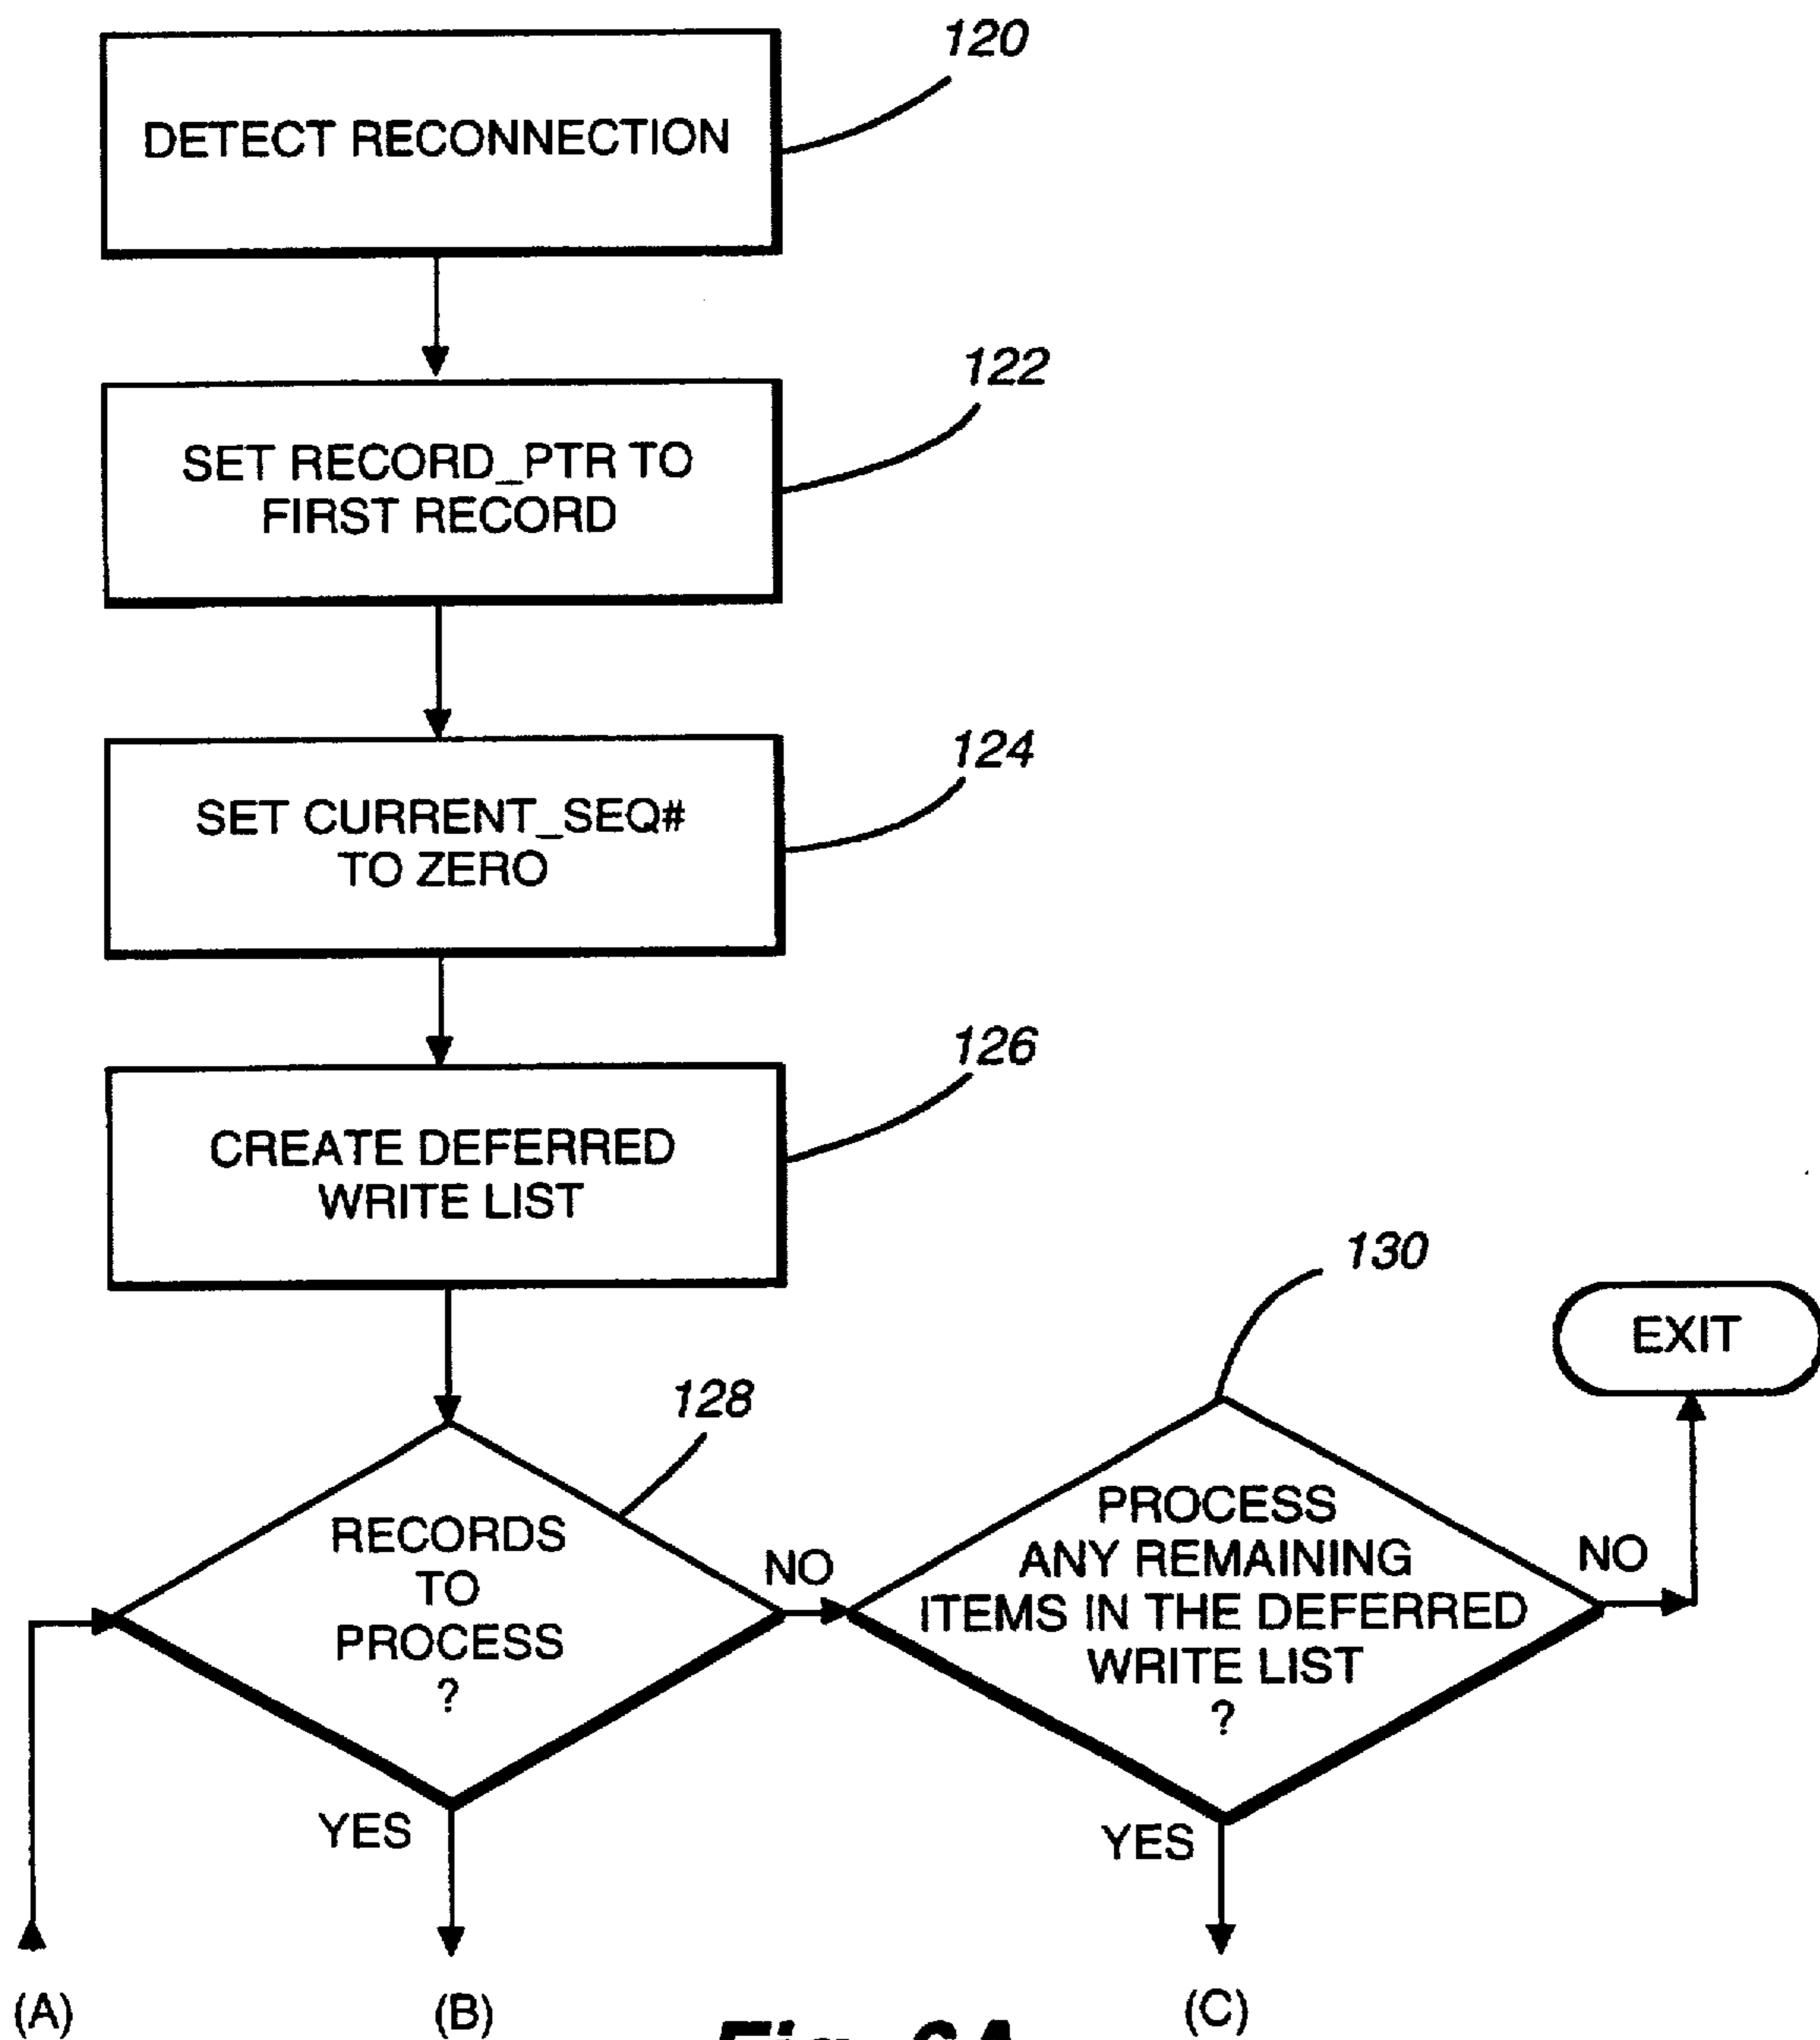 120
DETECT RECONNECTION
122
SET RECORD_PTR TO
FIRST RECORD
124
SET CURRENT_SEQ#
TO ZERO
126
CREATE DEFERRED
WRITE LIST
128
RECORDS
TO
PROCESS
?
NO
YES
130
PROCESS
ANY REMAINING
ITEMS IN THE DEFERRED
WRITE LIST
?
NO
YES
EXIT
(A)
(B)
(C)